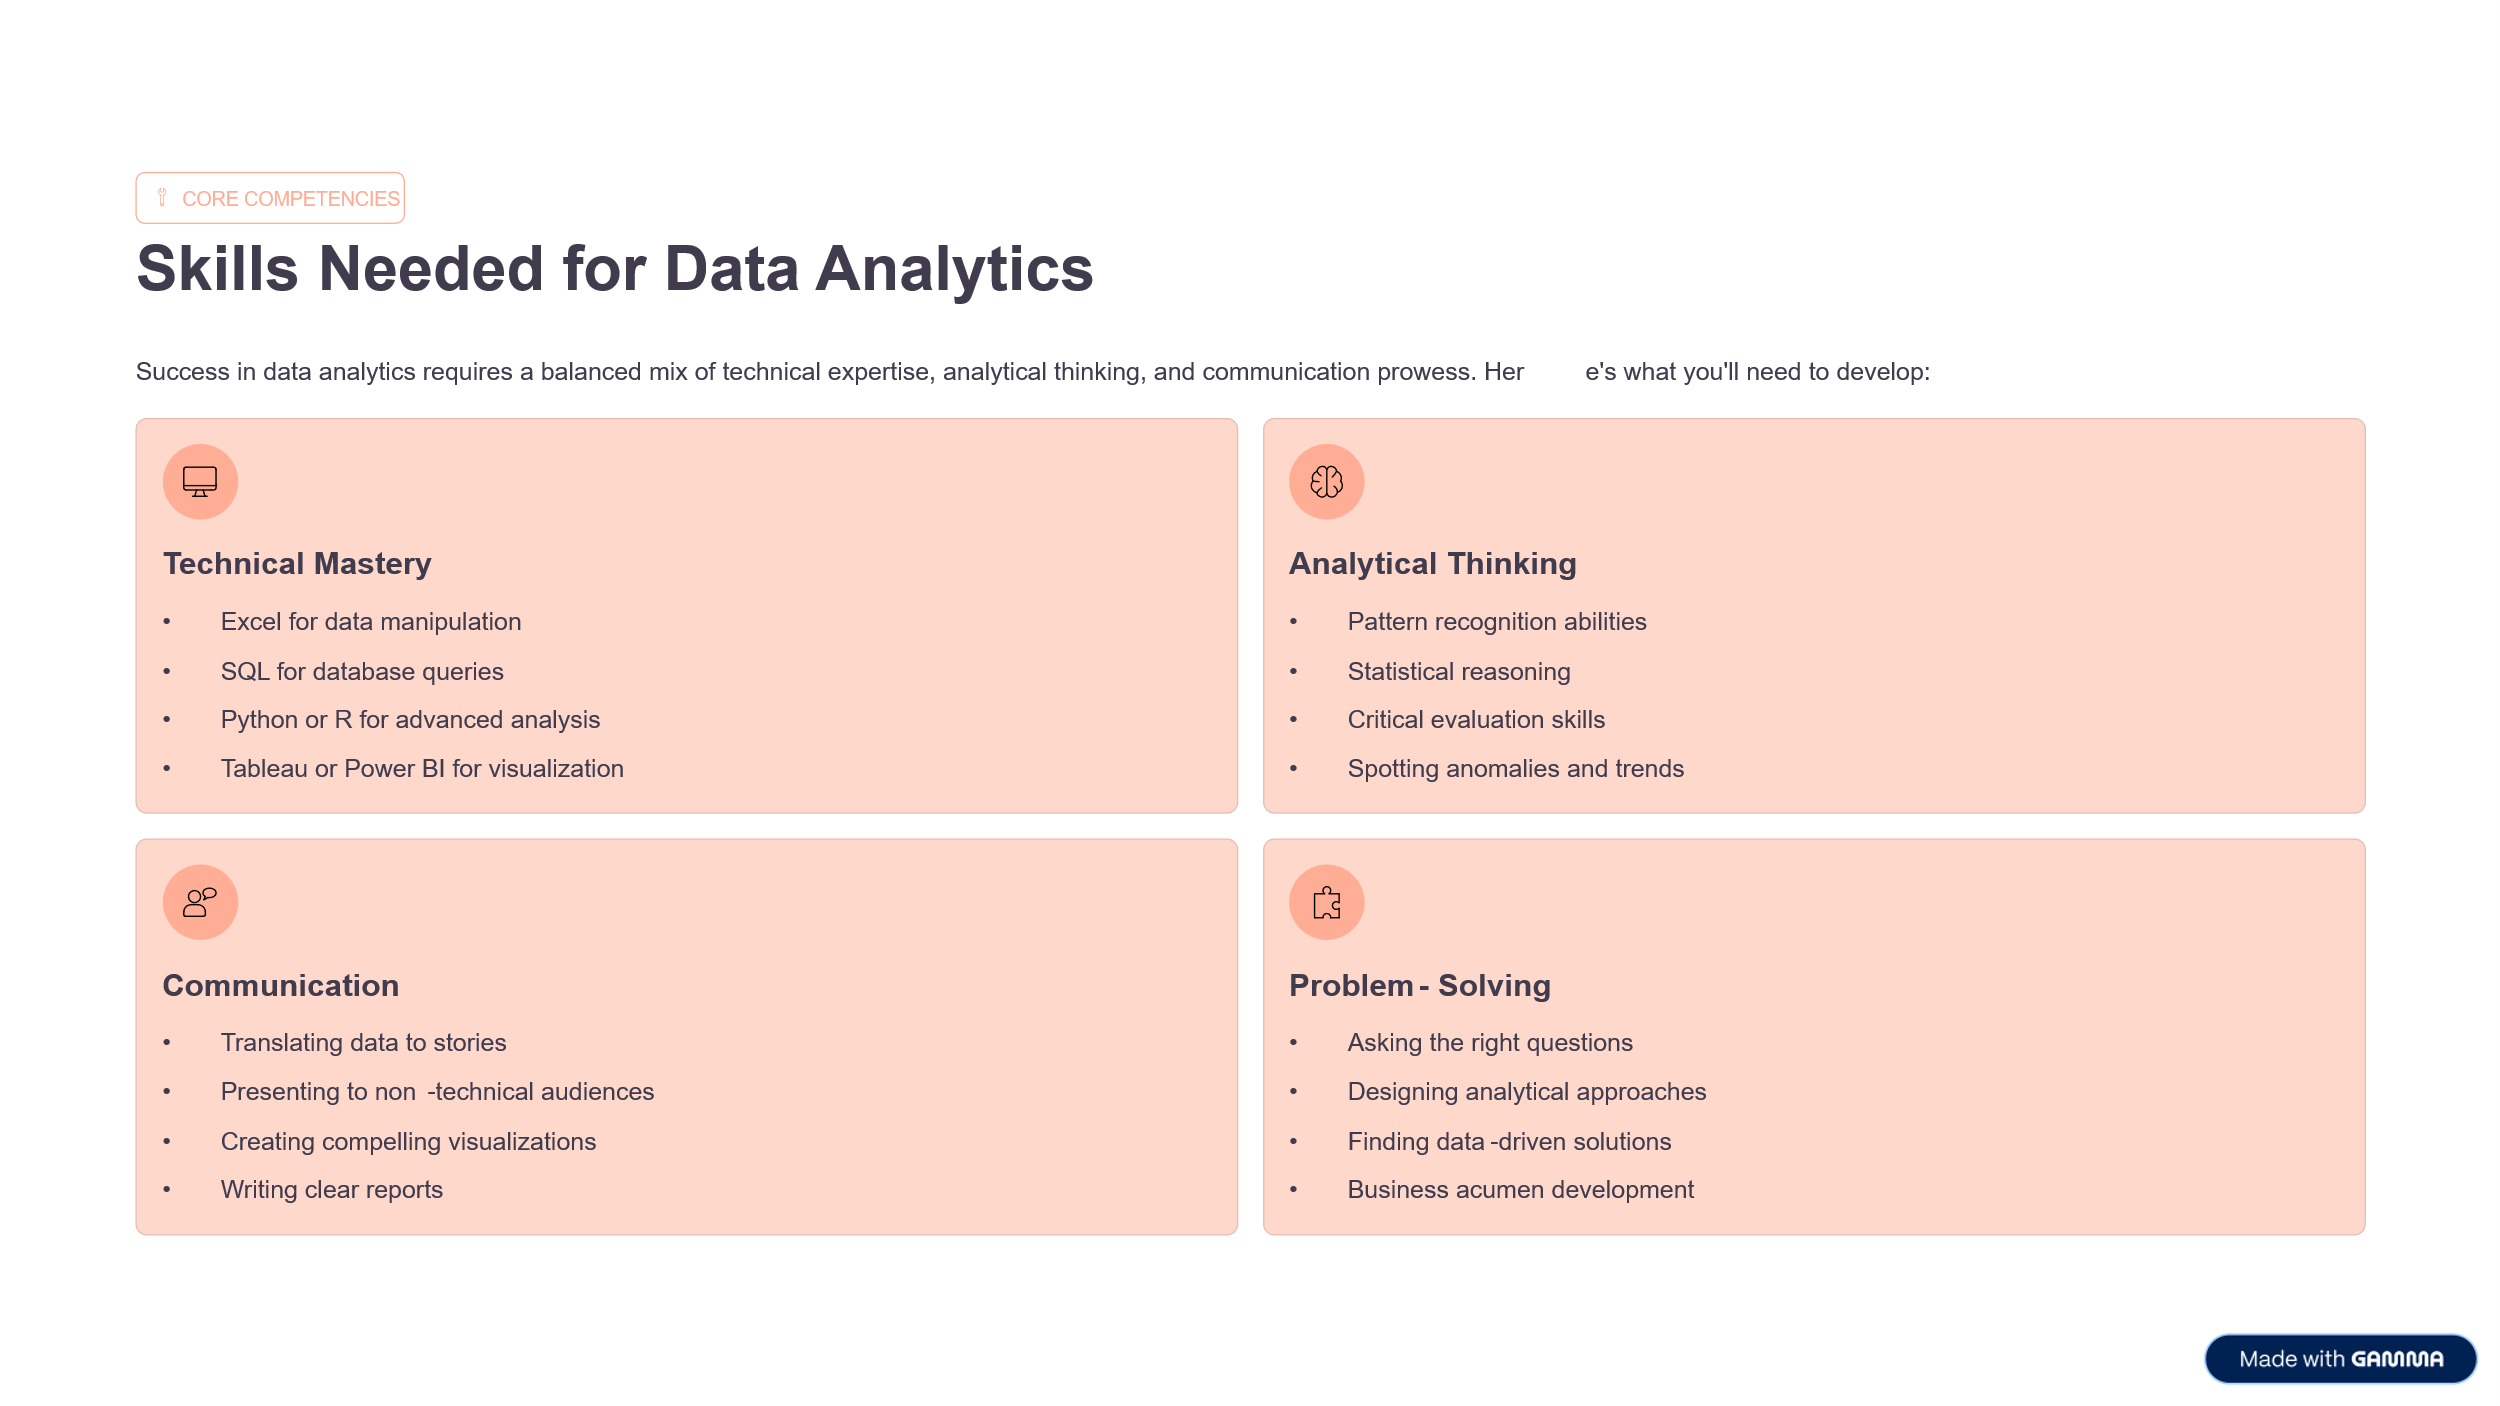 CORE COMPETENCIES
Skills Needed for Data Analytics
Success in data analytics requires a balanced mix of technical expertise, analytical thinking, and communication prowess. Her e's what you'll need to develop:
Technical Mastery
• Excel for data manipulation
• SQL for database queries
• Python or R for advanced analysis
• Tableau or Power BI for visualization
Analytical Thinking
• Pattern recognition abilities
• Statistical reasoning
• Critical evaluation skills
• Spotting anomalies and trends
Communication
• Translating data to stories
• Presenting to non -technical audiences
• Creating compelling visualizations
• Writing clear reports
Problem - Solving
• Asking the right questions
• Designing analytical approaches
• Finding data -driven solutions
• Business acumen development
Made with GAMMA